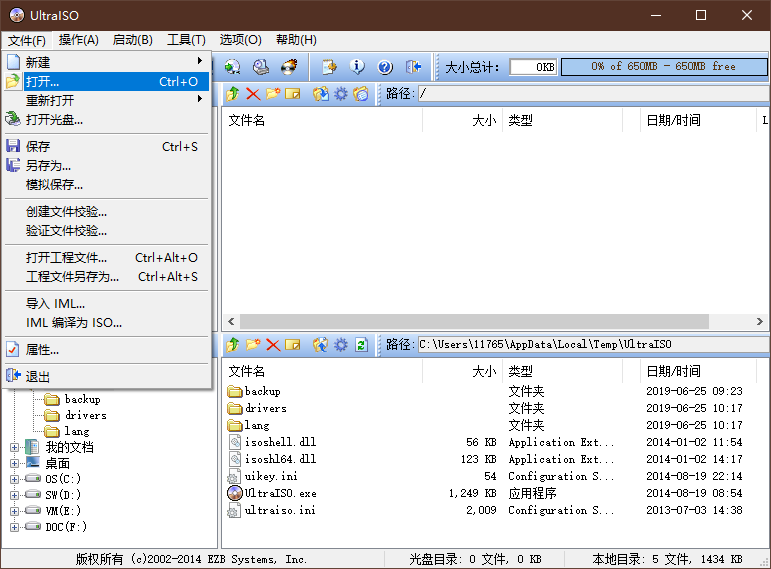 UltraISO
文件(F) 操作(A) 启动(B) 工具(T) 选项(O) 帮助(H)
新建
打开... Ctrl+O
重新打开
打开光盘...
保存 Ctrl+S
另存为...
模拟保存...
创建文件校验...
验证文件校验...
打开工程文件... Ctrl+Alt+O
工程文件另存为... Ctrl+Alt+S
导入 IML...
IML 编译为 ISO...
属性...
退出
大小总计: 0KB 0% of 650MB - 650MB free
路径: /
文件名 大小 类型 日期/时间 L
路径: C:\Users\11765\AppData\Local\Temp\UltraISO
文件名 大小 类型 日期/时间
backup 文件夹 2019-06-25 09:23
drivers 文件夹 2019-06-25 10:17
lang 文件夹 2019-06-25 10:17
isoshell.dll 56 KB Application Ext... 2014-01-02 11:54
isoshl64.dll 123 KB Application Ext... 2014-01-02 14:17
uikey.ini 54 Configuration S... 2014-08-19 22:14
UltraISO.exe 1,249 KB 应用程序 2014-08-19 08:54
ultraiso.ini 2,009 Configuration S... 2013-07-03 14:38
backup
drivers
lang
我的文档
桌面
OS(C:)
SW(D:)
VM(E:)
DOC(F:)
版权所有 (c)2002-2014 EZB Systems, Inc. 光盘目录: 0 文件, 0 KB 本地目录: 5 文件, 1434 KB